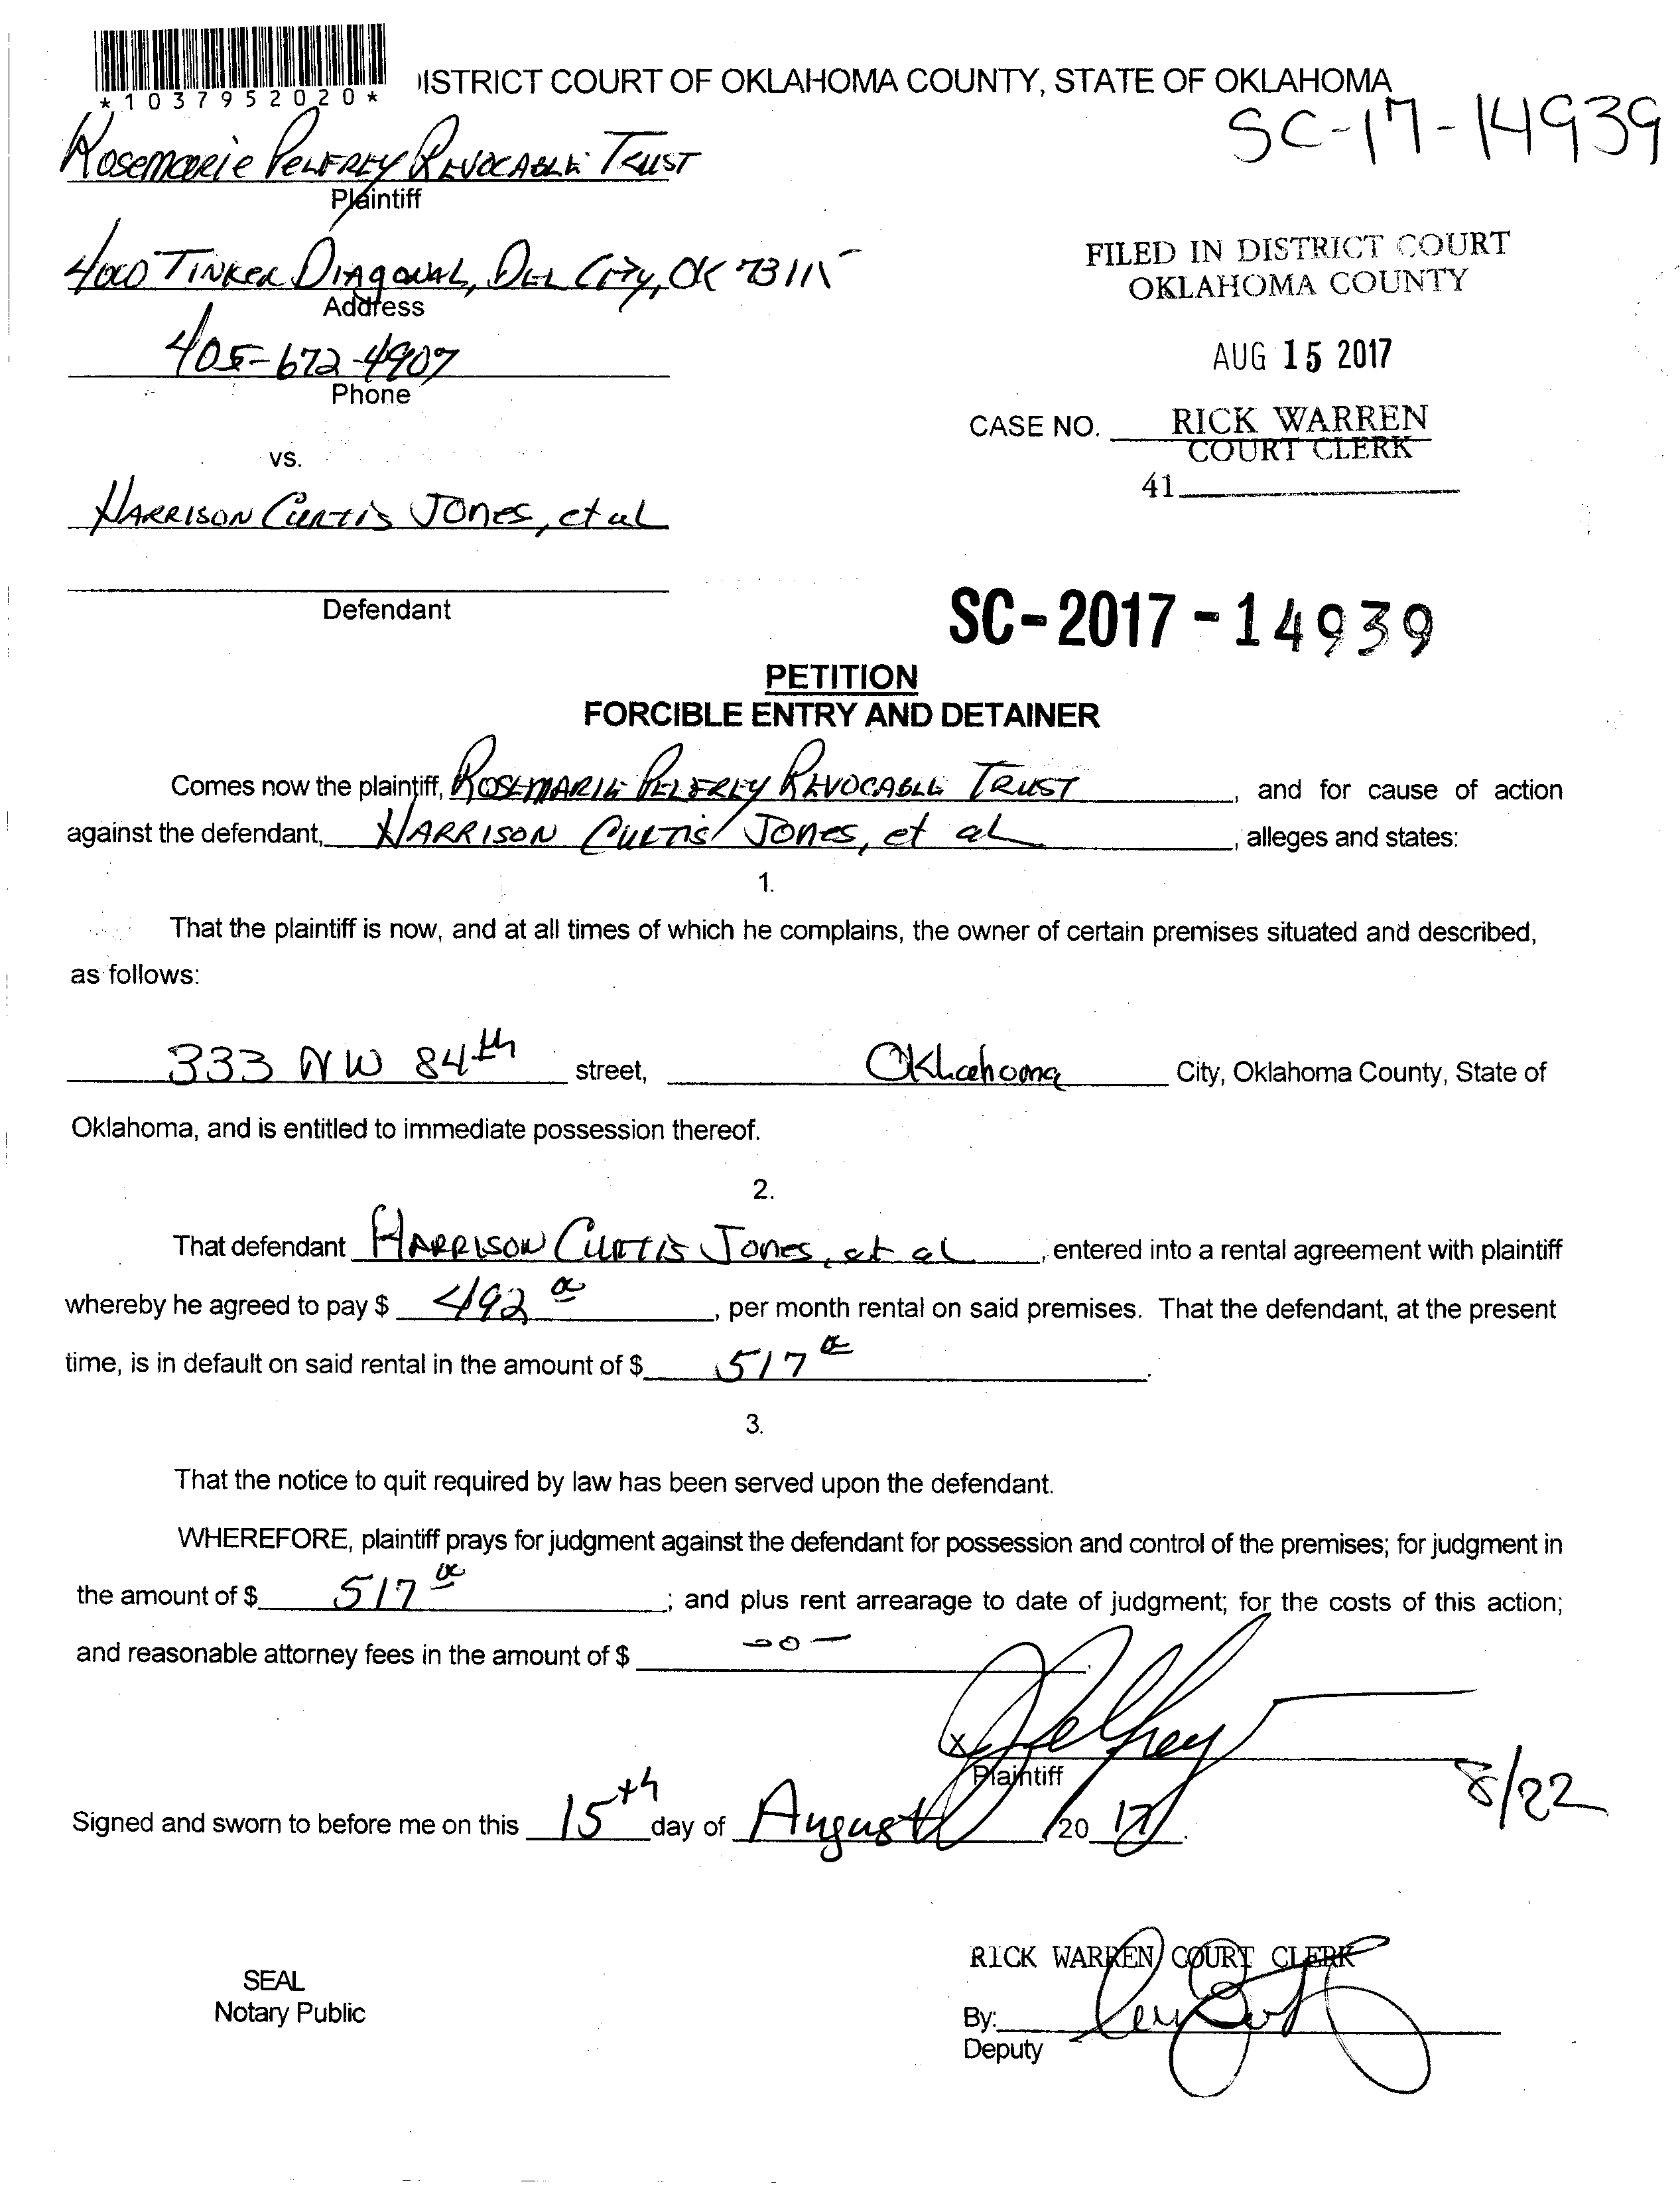 *1037952020*
ISTRICT COURT OF OKLAHOMA COUNTY, STATE OF OKLAHOMA
SC-17-14939
Rosemarie Pelfrey Revocable Trust
Plaintiff
4000 Tinker Diagonal, Del City, OK 73115
Address
FILED IN DISTRICT COURT
OKLAHOMA COUNTY
405-672-4907
Phone
AUG 15 2017
CASE NO. RICK WARREN
COURT CLERK
vs.
41
Harrison Curtis Jones, et al
Defendant
SC-2017-14939
PETITION
FORCIBLE ENTRY AND DETAINER
Comes now the plaintiff, Rosemarie Pelfrey Revocable Trust, and for cause of action
against the defendant, Harrison Curtis Jones, et al, alleges and states:
1.
That the plaintiff is now, and at all times of which he complains, the owner of certain premises situated and described,
as follows:
333 NW 84th street, Oklahoma City, Oklahoma County, State of
Oklahoma, and is entitled to immediate possession thereof.
2.
That defendant Harrison Curtis Jones, et al, entered into a rental agreement with plaintiff
whereby he agreed to pay $ 492 00, per month rental on said premises. That the defendant, at the present
time, is in default on said rental in the amount of $ 517 00.
3.
That the notice to quit required by law has been served upon the defendant.
WHEREFORE, plaintiff prays for judgment against the defendant for possession and control of the premises; for judgment in
the amount of $ 517 00; and plus rent arrearage to date of judgment; for the costs of this action;
and reasonable attorney fees in the amount of $ -0-.
x Pelfrey
Plaintiff
8/22
Signed and sworn to before me on this 15th day of August 2017.
RICK WARREN COURT CLERK
SEAL
Notary Public
By:
Deputy